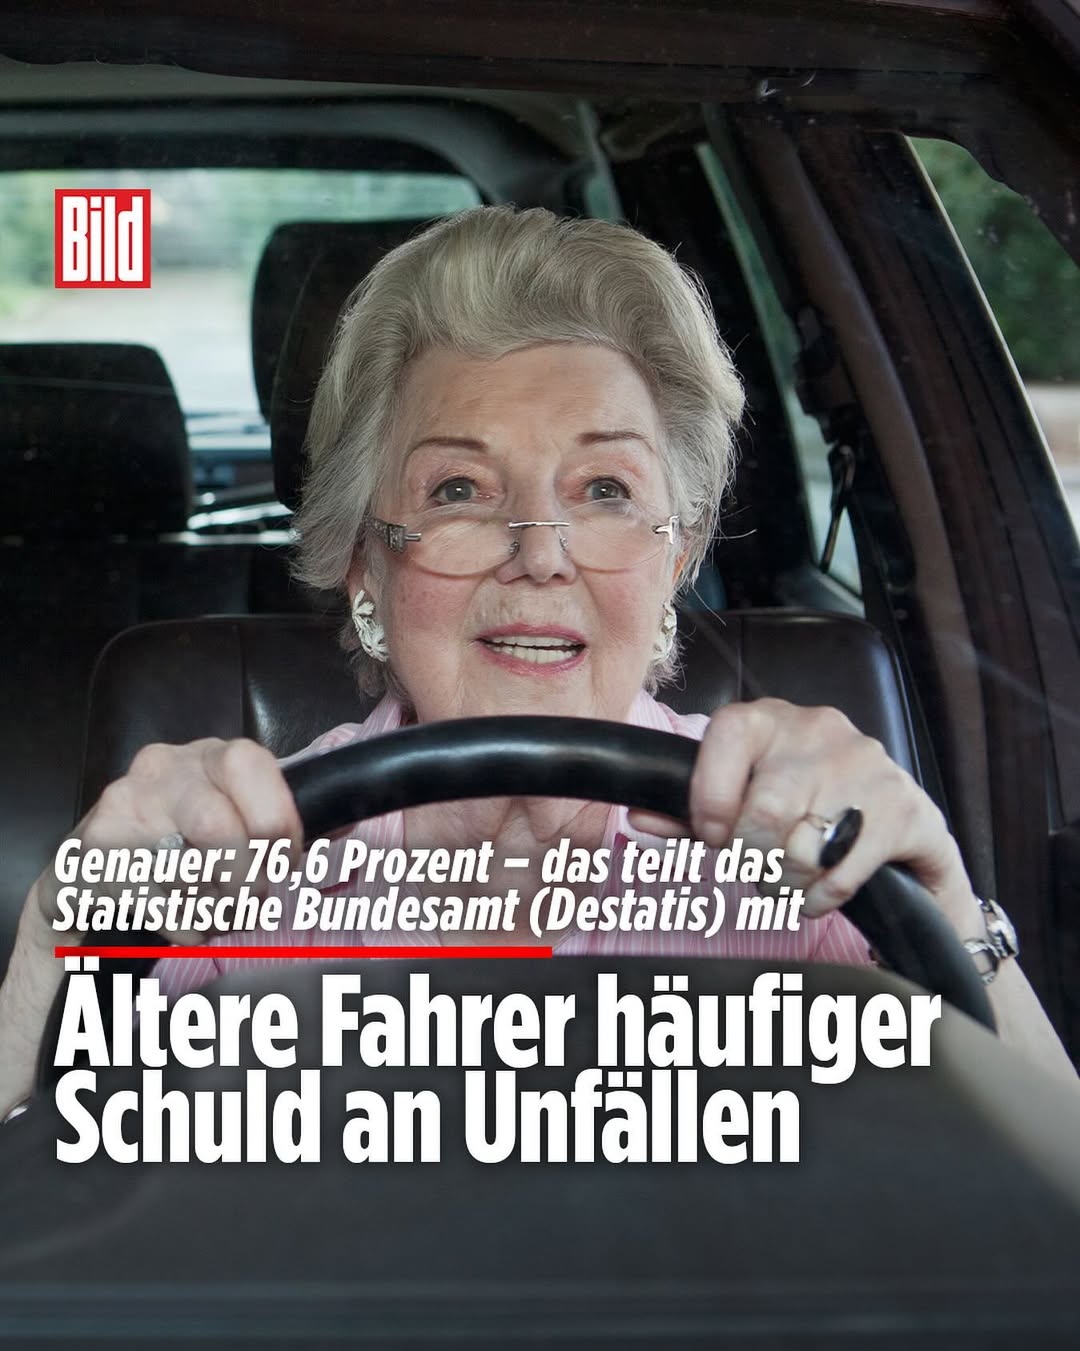 Bild
Genauer: 76,6 Prozent – das teilt das
Statistische Bundesamt (Destatis) mit
Ältere Fahrer häufiger
Schuld an Unfällen